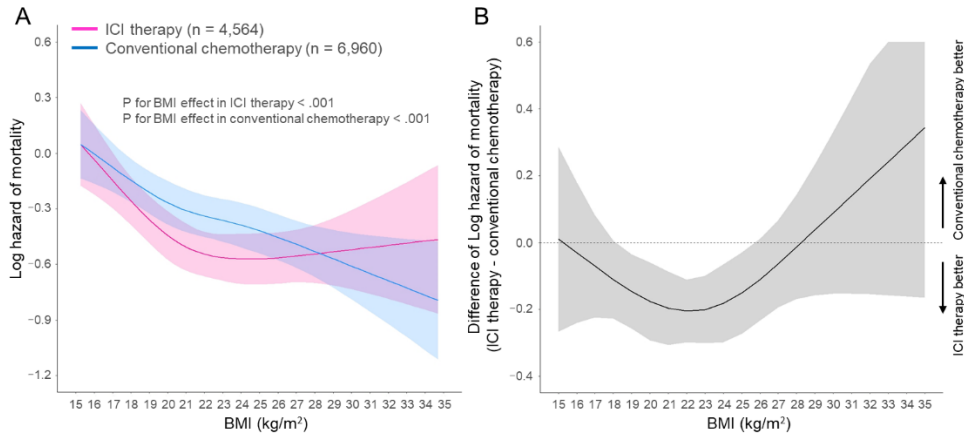 A
ICI therapy (n = 4,564)
Conventional chemotherapy (n = 6,960)
P for BMI effect in ICI therapy < .001
P for BMI effect in conventional chemotherapy < .001
Log hazard of mortality
0.6
0.3
0.0
−0.3
−0.6
−0.9
−1.2
15 16 17 18 19 20 21 22 23 24 25 26 27 28 29 30 31 32 33 34 35
BMI (kg/m²)
B
Difference of Log hazard of mortality
(ICI therapy - conventional chemotherapy)
0.6
0.4
0.2
0.0
−0.2
−0.4
15 16 17 18 19 20 21 22 23 24 25 26 27 28 29 30 31 32 33 34 35
BMI (kg/m²)
Conventional chemotherapy better
ICI therapy better